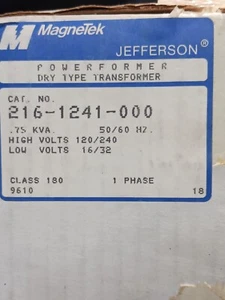 MagneTek
JEFFERSON®
POWERFORMER
DRY TYPE TRANSFORMER
CAT. NO.
216-1241-000
.75 KVA. 50/60 HZ.
HIGH VOLTS 120/240
LOW VOLTS 16/32
CLASS 180 1 PHASE
9610 18